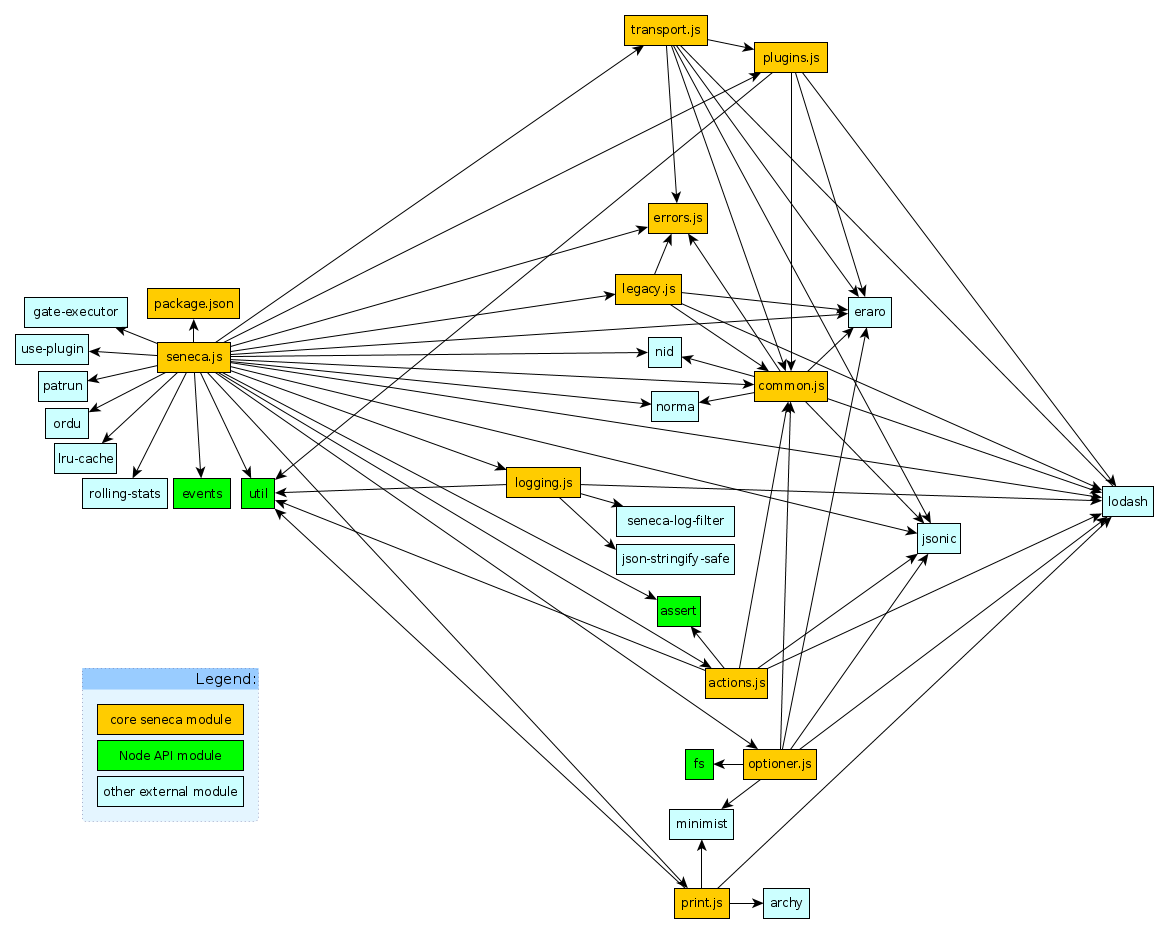 transport.js
plugins.js
errors.js
legacy.js
package.json
gate-executor
eraro
use-plugin
seneca.js
nid
patrun
common.js
norma
ordu
lru-cache
rolling-stats
events
util
logging.js
lodash
seneca-log-filter
jsonic
json-stringify-safe
assert
actions.js
Legend:
core seneca module
Node API module
other external module
fs
optioner.js
minimist
print.js
archy